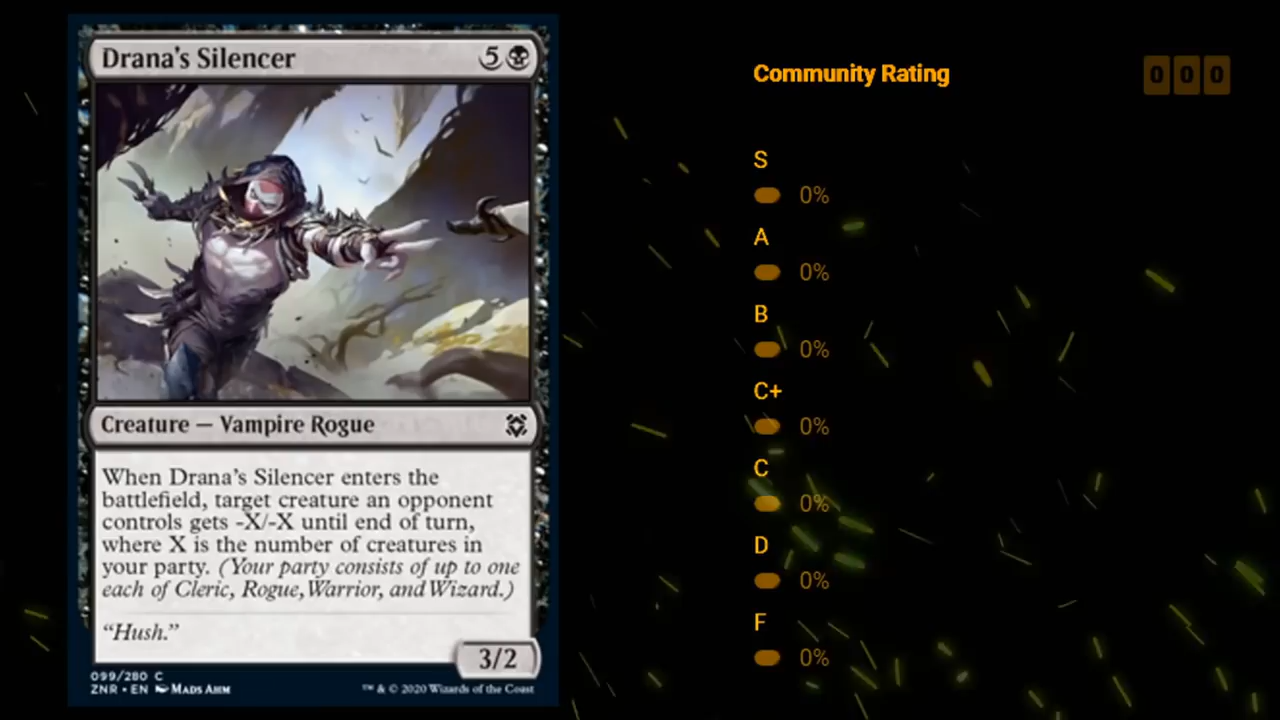 Drana's Silencer 5
Creature — Vampire Rogue
When Drana's Silencer enters the
battlefield, target creature an opponent
controls gets -X/-X until end of turn,
where X is the number of creatures in
your party. (Your party consists of up to one
each of Cleric, Rogue, Warrior, and Wizard.)
“Hush.”
3/2
099/280 C
ZNR • EN Mads Ahm
™ & © 2020 Wizards of the Coast
Community Rating
0 0 0
S
0%
A
0%
B
0%
C+
0%
C
0%
D
0%
F
0%